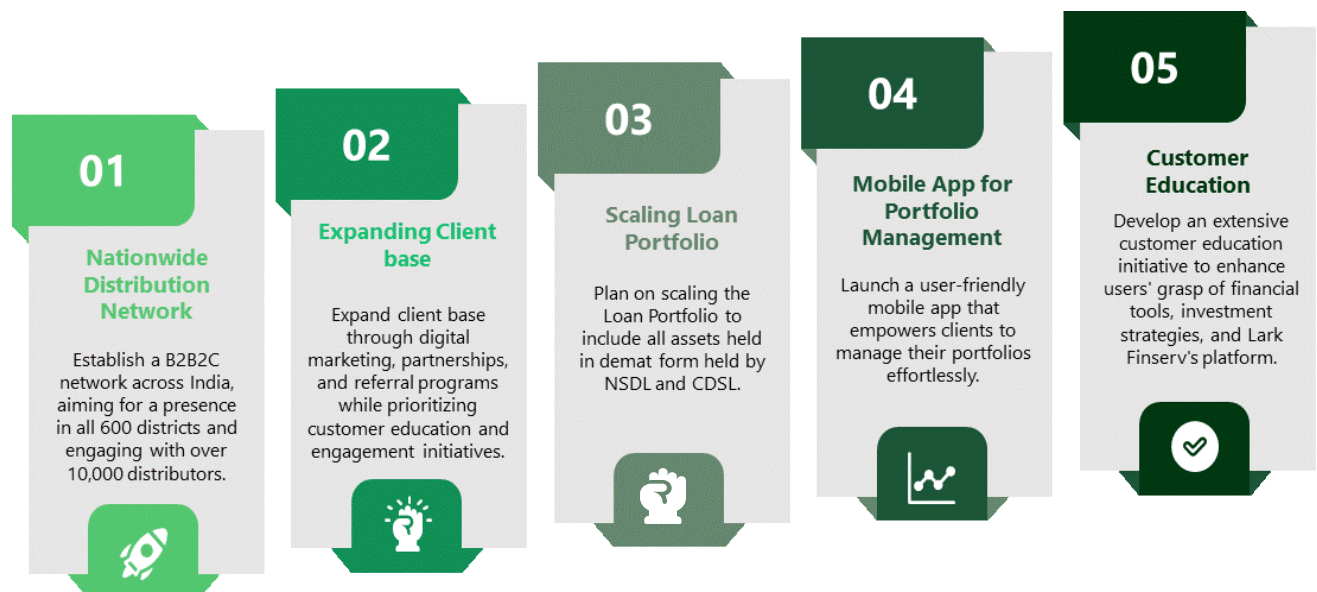 01
Nationwide
Distribution
Network
Establish a B2B2C
network across India,
aiming for a presence
in all 600 districts and
engaging with over
10,000 distributors.
02
Expanding Client
base
Expand client base
through digital
marketing, partnerships,
and referral programs
while prioritizing
customer education and
engagement initiatives.
03
Scaling Loan
Portfolio
Plan on scaling the
Loan Portfolio to
include all assets held
in demat form held by
NSDL and CDSL.
04
Mobile App for
Portfolio
Management
Launch a user-friendly
mobile app that
empowers clients to
manage their portfolios
effortlessly.
05
Customer
Education
Develop an extensive
customer education
initiative to enhance
users' grasp of financial
tools, investment
strategies, and Lark
Finserv's platform.